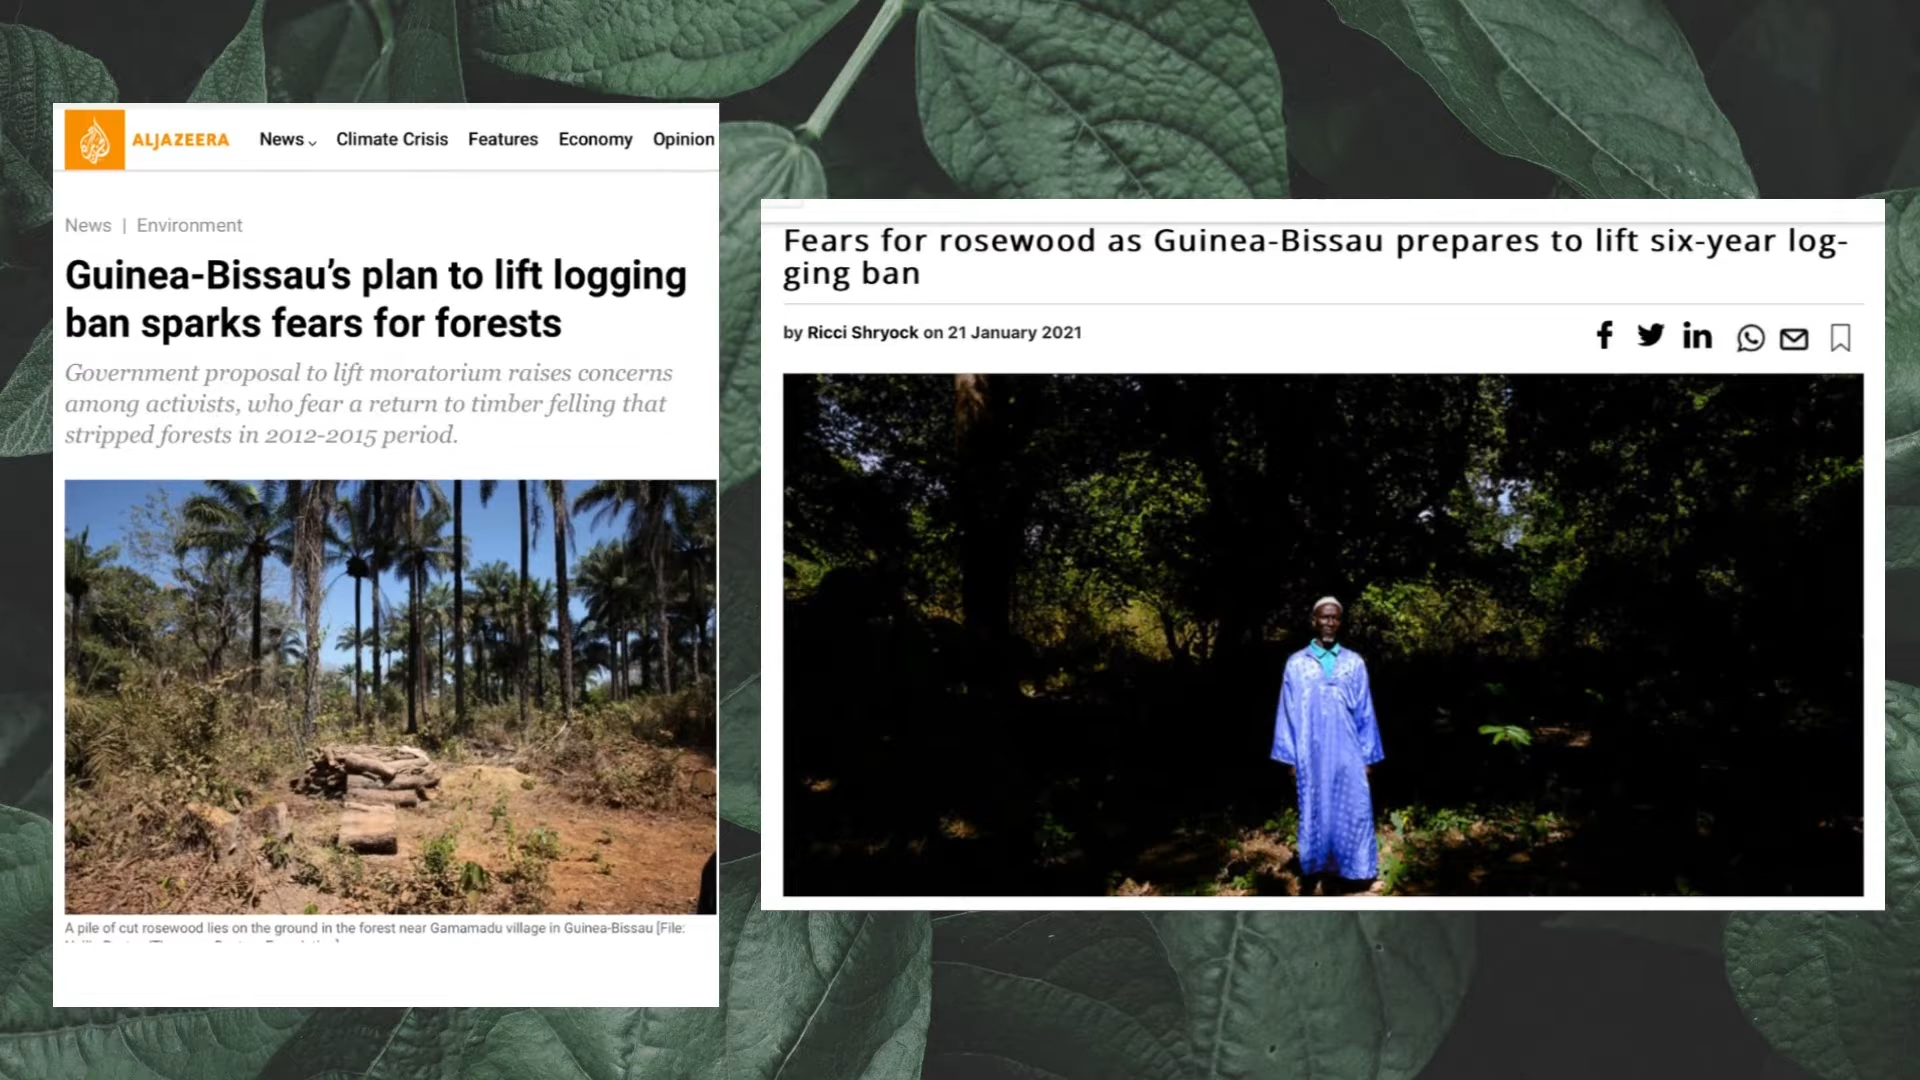 ALJAZEERA
News Climate Crisis Features Economy Opinion
News | Environment
Guinea-Bissau's plan to lift logging
ban sparks fears for forests
Government proposal to lift moratorium raises concerns
among activists, who fear a return to timber felling that
stripped forests in 2012-2015 period.
A pile of cut rosewood lies on the ground in the forest near Gamamadu village in Guinea-Bissau [File:
Fears for rosewood as Guinea-Bissau prepares to lift six-year log-
ging ban
by Ricci Shryock on 21 January 2021